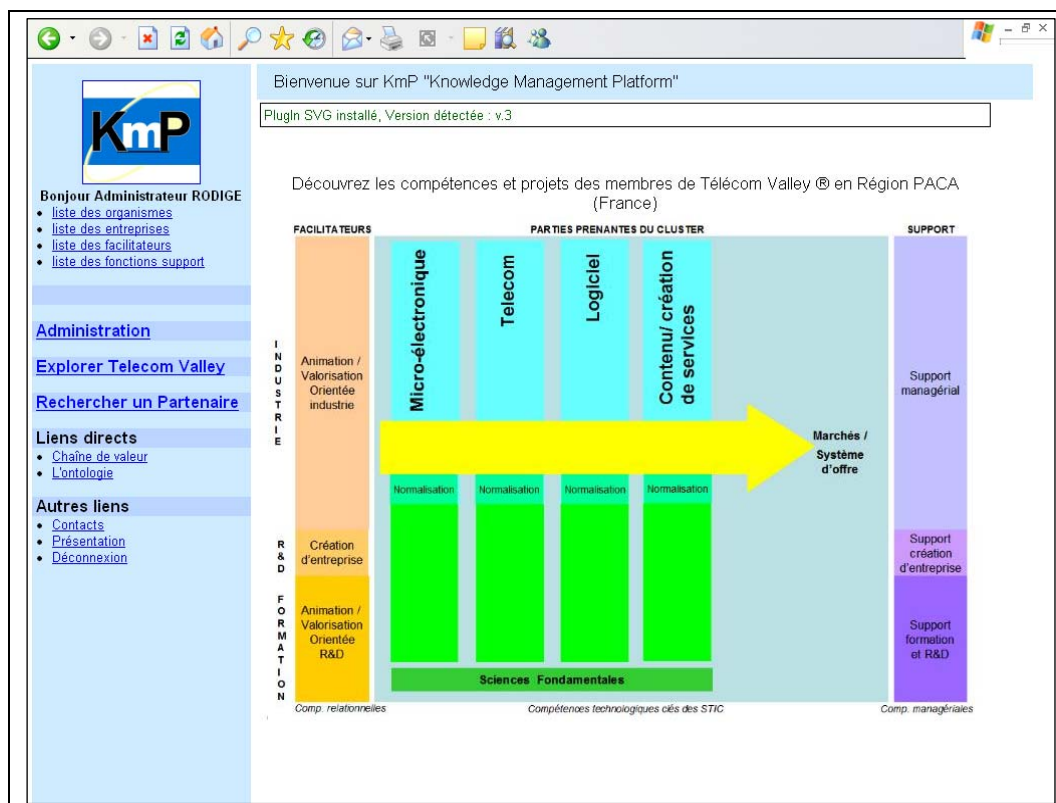 Bienvenue sur KmP "Knowledge Management Platform"
PlugIn SVG installé, Version détectée : v.3
KmP
Bonjour Administrateur RODIGE
liste des organismes
liste des entreprises
liste des facilitateurs
liste des fonctions support
Administration
Explorer Telecom Valley
Rechercher un Partenaire
Liens directs
Chaîne de valeur
L'ontologie
Autres liens
Contacts
Présentation
Déconnexion
Découvrez les compétences et projets des membres de Télécom Valley ® en Région PACA
(France)
FACILITATEURS
PARTIES PRENANTES DU CLUSTER
SUPPORT
INDUSTRIE
Animation /
Valorisation
Orientée
industrie
Micro-électronique
Telecom
Logiciel
Contenu/ création
de services
Support
managérial
Marchés /
Système
d'offre
Normalisation
Normalisation
Normalisation
Normalisation
R&D
Création
d'entreprise
Support
création
d'entreprise
FORMATION
Animation /
Valorisation
Orientée
R&D
Support
formation
et R&D
Sciences Fondamentales
Comp. relationnelles
Compétences technologiques clés des STIC
Comp. managériales